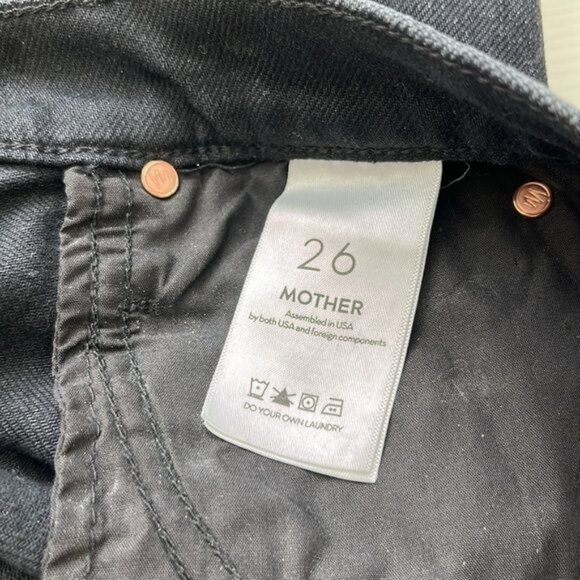 26
MOTHER
Assembled in USA
by both USA and foreign components
DO YOUR OWN LAUNDRY